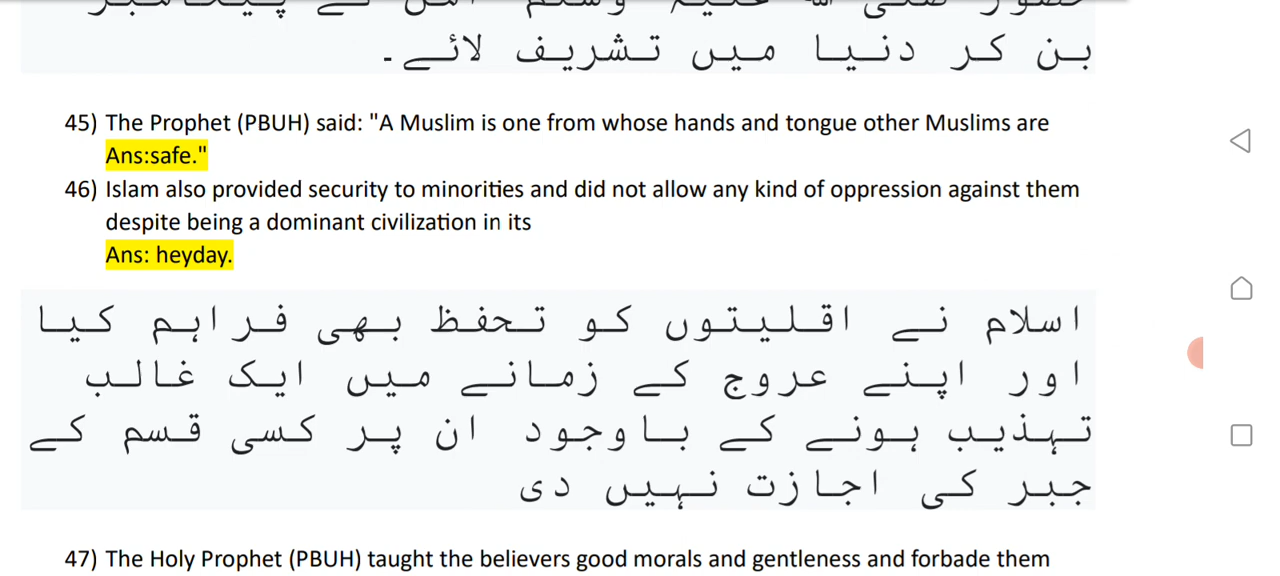 بن کر دنیا میں تشریف لائے۔
45) The Prophet (PBUH) said: "A Muslim is one from whose hands and tongue other Muslims are
Ans:safe."
46) Islam also provided security to minorities and did not allow any kind of oppression against them
despite being a dominant civilization in its
Ans: heyday.
اسلام نے اقلیتوں کو تحفظ بھی فراہم کیا
اور اپنے عروج کے زمانے میں ایک غالب
تہذیب ہونے کے باوجود ان پر کسی قسم کے
جبر کی اجازت نہیں دی
47) The Holy Prophet (PBUH) taught the believers good morals and gentleness and forbade them